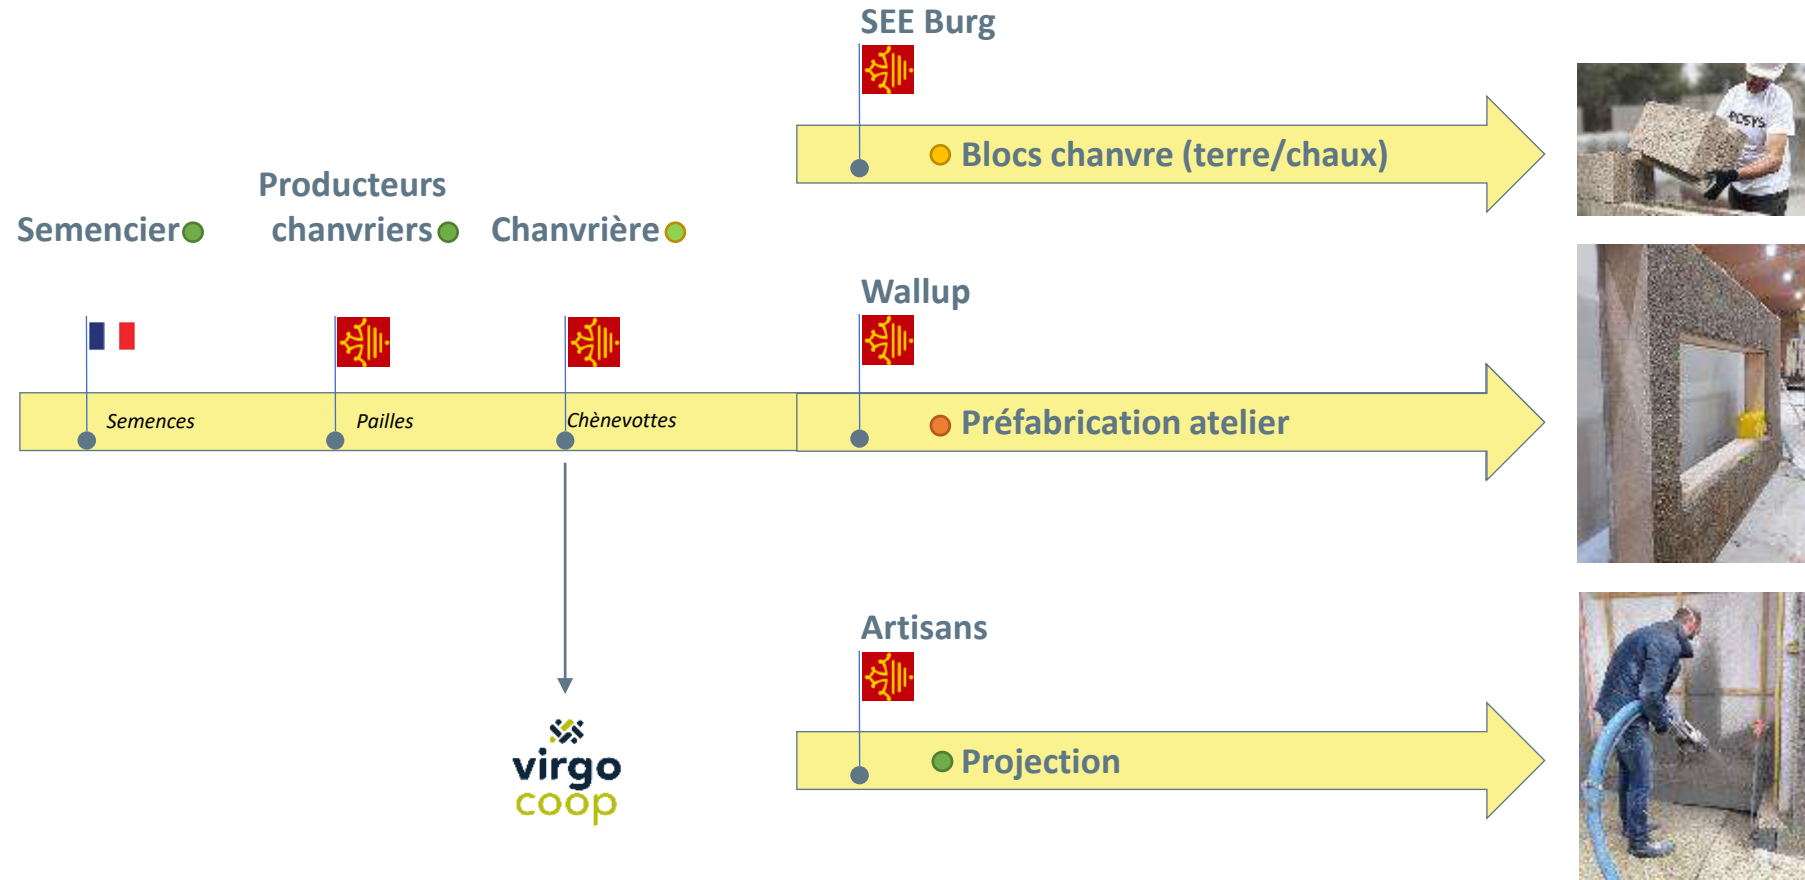 SEE Burg
Blocs chanvre (terre/chaux)
Producteurs
chanvriers
Semencier
Chanvrière
Wallup
Semences
Pailles
Chènevottes
Préfabrication atelier
Artisans
Projection
virgo
coop